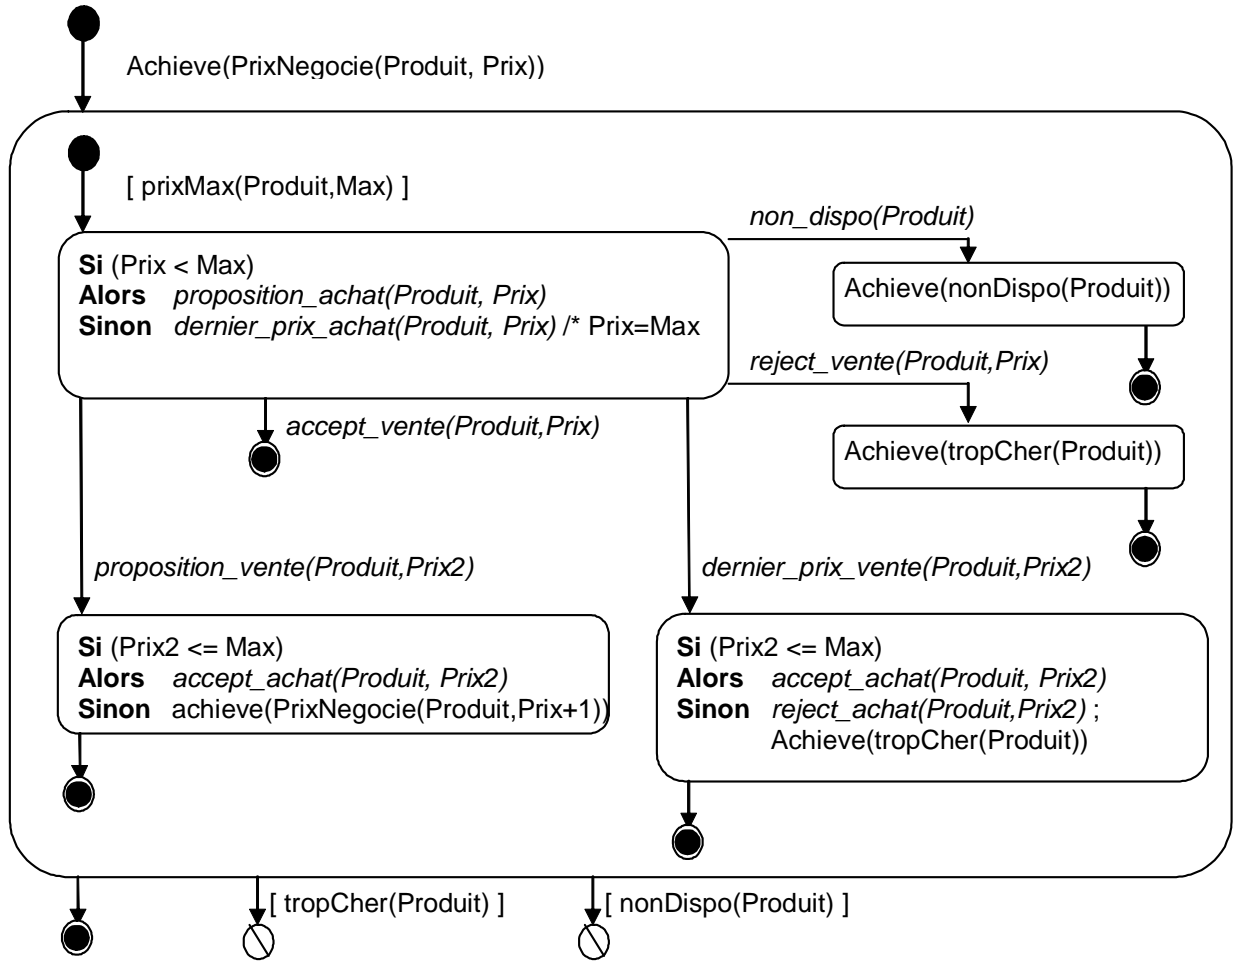 Achieve(PrixNegocie(Produit, Prix))
[ prixMax(Produit,Max) ]
non_dispo(Produit)
Si (Prix < Max)
Alors proposition_achat(Produit, Prix)
Sinon dernier_prix_achat(Produit, Prix) /* Prix=Max
Achieve(nonDispo(Produit))
reject_vente(Produit,Prix)
accept_vente(Produit,Prix)
Achieve(tropCher(Produit))
proposition_vente(Produit,Prix2)
dernier_prix_vente(Produit,Prix2)
Si (Prix2 <= Max)
Alors accept_achat(Produit, Prix2)
Sinon achieve(PrixNegocie(Produit,Prix+1))
Si (Prix2 <= Max)
Alors accept_achat(Produit, Prix2)
Sinon reject_achat(Produit,Prix2) ;
Achieve(tropCher(Produit))
[ tropCher(Produit) ]
[ nonDispo(Produit) ]